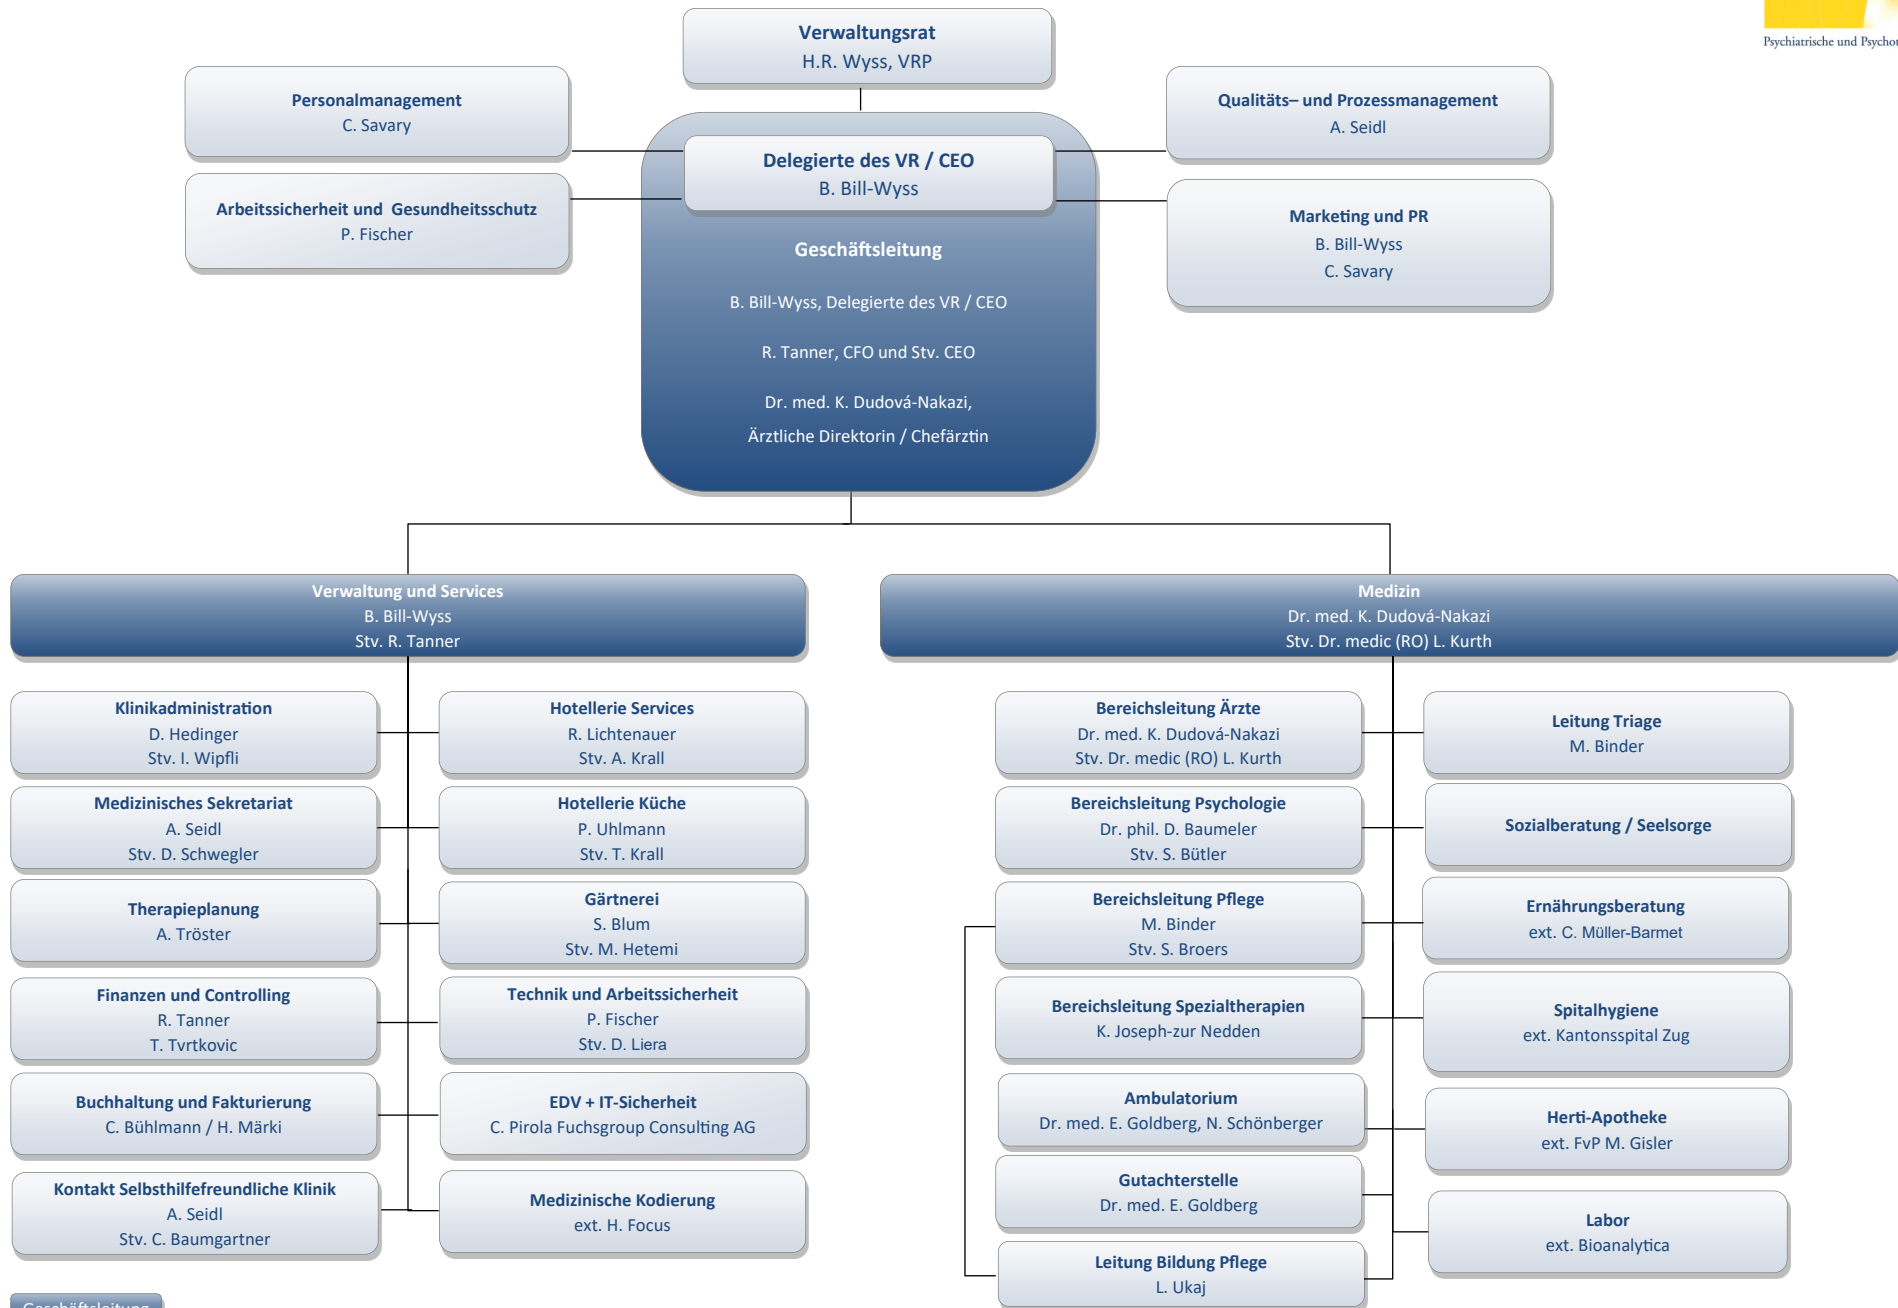 Psychiatrische und
Verwaltungsrat
H.R. Wyss, VRP
Personalmanagement
C. Savary
Qualitäts– und Prozessmanagement
A. Seidl
Delegierte des VR / CEO
B. Bill-Wyss
Arbeitssicherheit und  Gesundheitsschutz
P. Fischer
Marketing und PR
B. Bill-Wyss
C. Savary
Geschäftsleitung
B. Bill-Wyss, Delegierte des VR / CEO
R. Tanner, CFO und Stv. CEO
Dr. med. K. Dudová-Nakazi,
Ärztliche Direktorin / Chefärztin
Verwaltung und Services
B. Bill-Wyss
Stv. R. Tanner
Medizin
Dr. med. K. Dudová-Nakazi
Stv. Dr. medic (RO) L. Kurth
Klinikadministration
D. Hedinger
Stv. I. Wipfli
Hotellerie Services
R. Lichtenauer
Stv. A. Krall
Medizinisches Sekretariat
A. Seidl
Stv. D. Schwegler
Hotellerie Küche
P. Uhlmann
Stv. T. Krall
Therapieplanung
A. Tröster
Gärtnerei
S. Blum
Stv. M. Hetemi
Finanzen und Controlling
R. Tanner
T. Tvrtkovic
Technik und Arbeitssicherheit
P. Fischer
Stv. D. Liera
Buchhaltung und Fakturierung
C. Bühlmann / H. Märki
EDV + IT-Sicherheit
C. Pirola Fuchsgroup Consulting AG
Kontakt Selbsthilfefreundliche Klinik
A. Seidl
Stv. C. Baumgartner
Medizinische Kodierung
ext. H. Focus
Bereichsleitung Ärzte
Dr. med. K. Dudová-Nakazi
Stv. Dr. medic (RO) L. Kurth
Leitung Triage
M. Binder
Bereichsleitung Psychologie
Dr. phil. D. Baumeler
Stv. S. Bütler
Sozialberatung / Seelsorge
Bereichsleitung Pflege
M. Binder
Stv. S. Broers
Ernährungsberatung
ext. C. Müller-Barmet
Bereichsleitung Spezialtherapien
K. Joseph-zur Nedden
Spitalhygiene
ext. Kantonsspital Zug
Ambulatorium
Dr. med. E. Goldberg, N. Schönberger
Herti-Apotheke
ext. FvP M. Gisler
Gutachterstelle
Dr. med. E. Goldberg
Labor
ext. Bioanalytica
Leitung Bildung Pflege
L. Ukaj
Geschäftsleitung